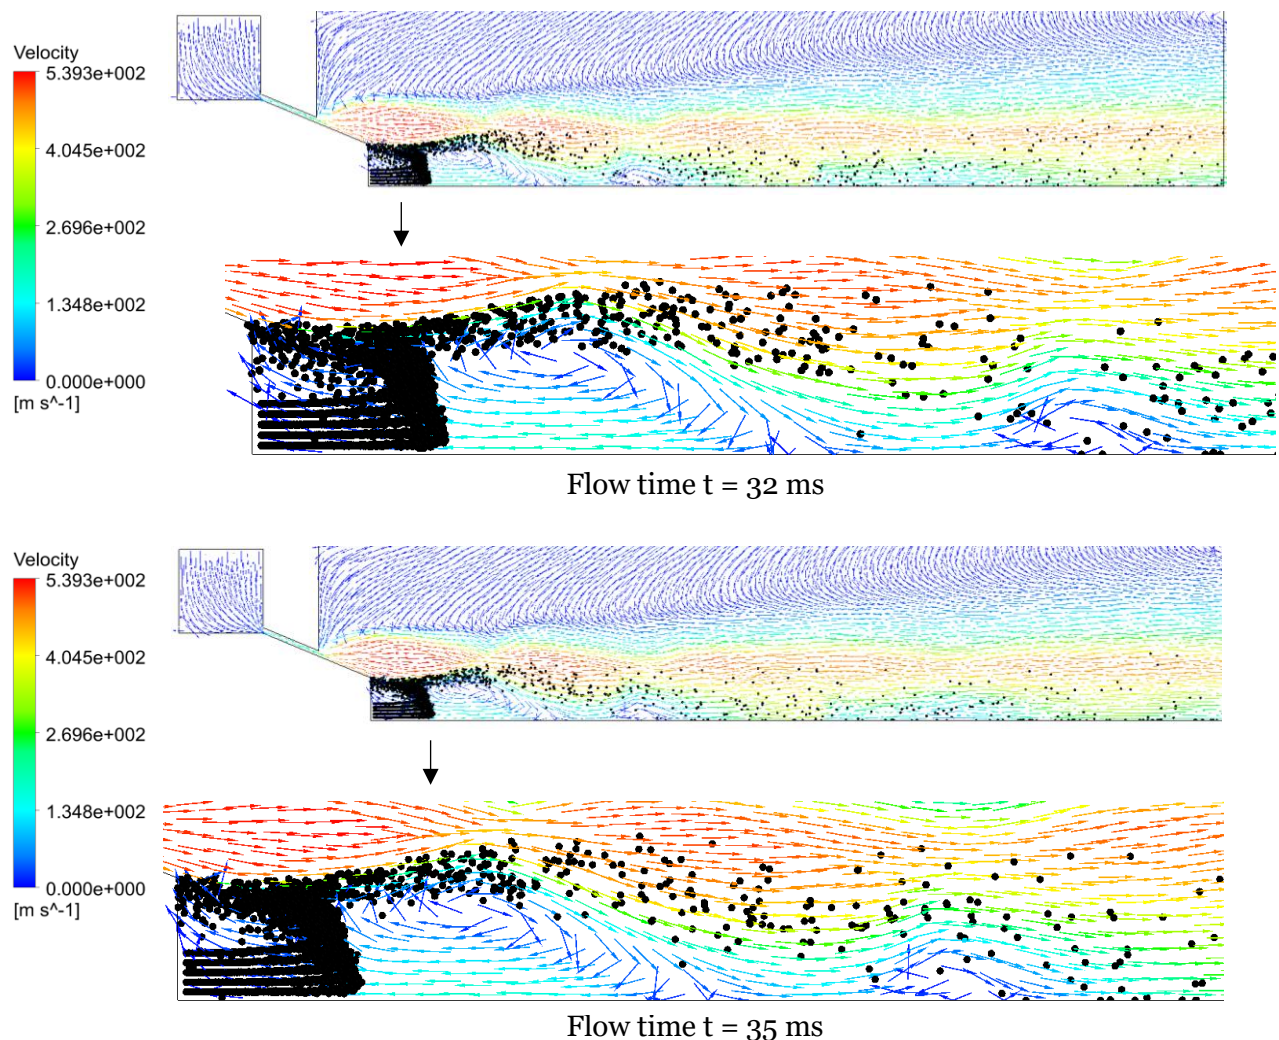 Velocity
5.393e+002
4.045e+002
2.696e+002
1.348e+002
0.000e+000
[m s^-1]
Flow time t = 32 ms
Velocity
5.393e+002
4.045e+002
2.696e+002
1.348e+002
0.000e+000
[m s^-1]
Flow time t = 35 ms